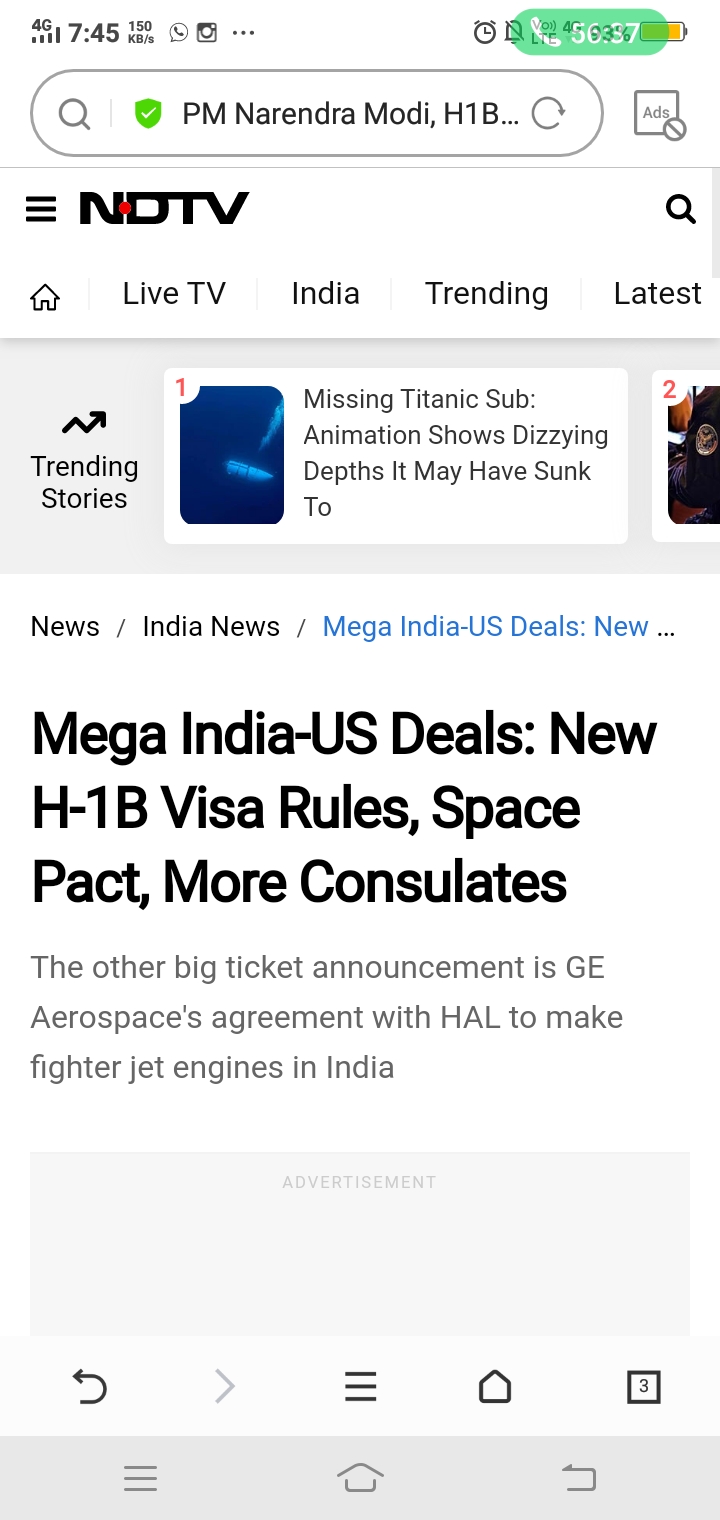 4G 7:45 150 KB/s ... 56:37
PM Narendra Modi, H1B...
Ads
NDTV
Live TV India Trending Latest
Trending
Stories
1
Missing Titanic Sub:
Animation Shows Dizzying
Depths It May Have Sunk
To
2
News / India News / Mega India-US Deals: New ...
Mega India-US Deals: New
H-1B Visa Rules, Space
Pact, More Consulates
The other big ticket announcement is GE
Aerospace's agreement with HAL to make
fighter jet engines in India
ADVERTISEMENT
3